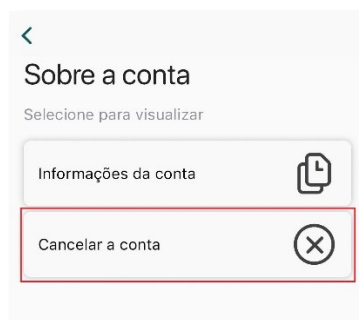 Sobre a conta
Selecione para visualizar
Informações da conta
Cancelar a conta